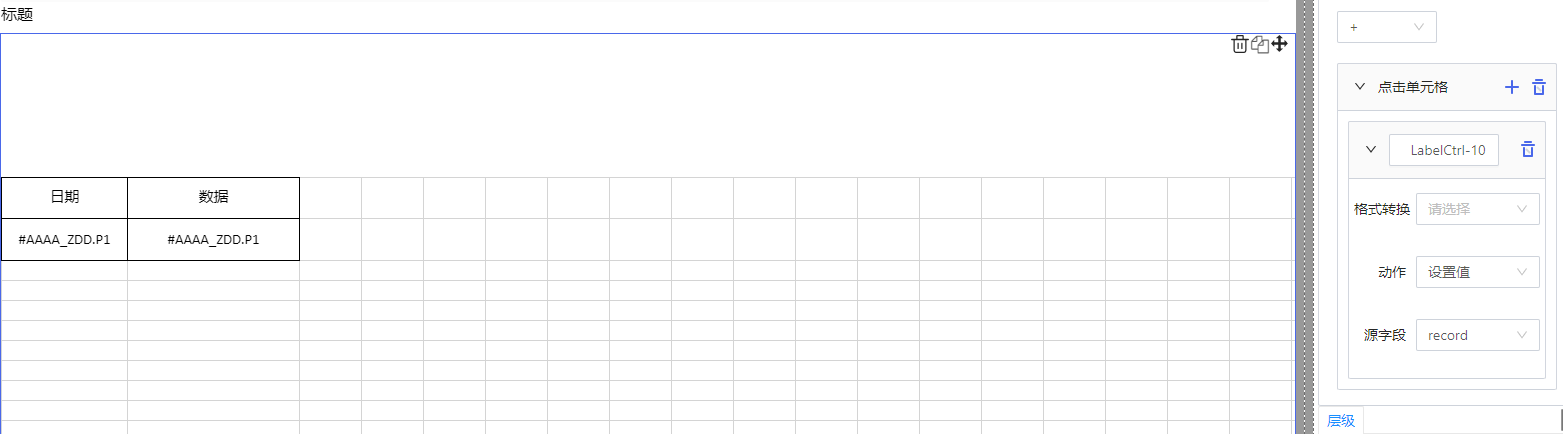 标题
日期 数据
#AAAA_ZDD.P1 #AAAA_ZDD.P1
+
点击单元格
LabelCtrl-10
格式转换 请选择
动作 设置值
源字段 record
层级